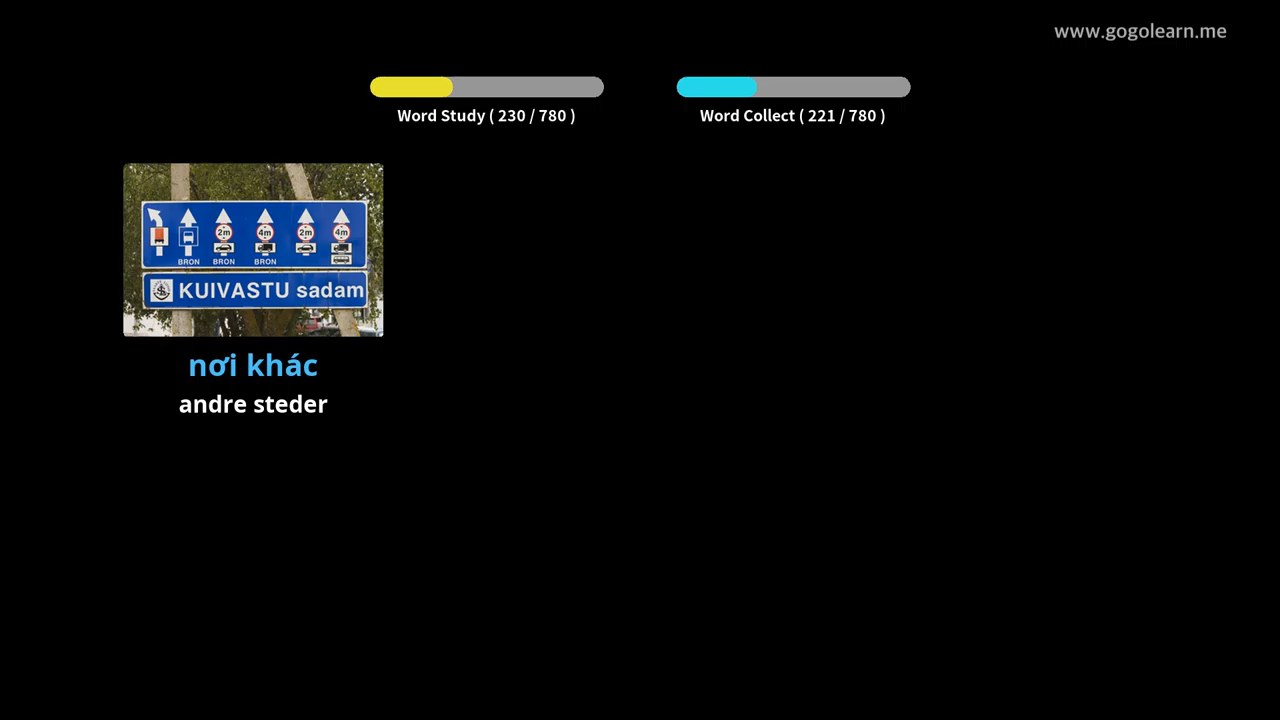 www.gogolearn.me
Word Study ( 230 / 780 )
Word Collect ( 221 / 780 )
2m 4m 2m 4m
BRON BRON BRON
KUIVASTU sadam
nơi khác
andre steder